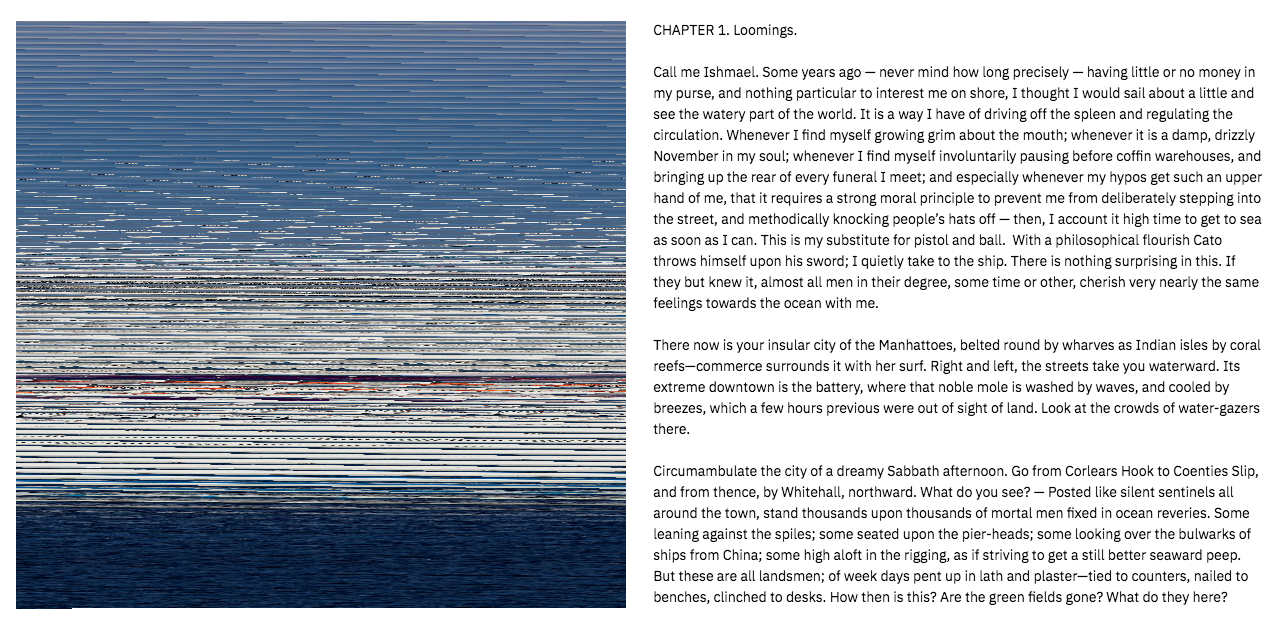 CHAPTER 1. Loomings.
Call me Ishmael. Some years ago — never mind how long precisely — having little or no money in
my purse, and nothing particular to interest me on shore, I thought I would sail about a little and
see the watery part of the world. It is a way I have of driving off the spleen and regulating the
circulation. Whenever I find myself growing grim about the mouth; whenever it is a damp, drizzly
November in my soul; whenever I find myself involuntarily pausing before coffin warehouses, and
bringing up the rear of every funeral I meet; and especially whenever my hypos get such an upper
hand of me, that it requires a strong moral principle to prevent me from deliberately stepping into
the street, and methodically knocking people’s hats off — then, I account it high time to get to sea
as soon as I can. This is my substitute for pistol and ball.  With a philosophical flourish Cato
throws himself upon his sword; I quietly take to the ship. There is nothing surprising in this. If
they but knew it, almost all men in their degree, some time or other, cherish very nearly the same
feelings towards the ocean with me.
There now is your insular city of the Manhattoes, belted round by wharves as Indian isles by coral
reefs—commerce surrounds it with her surf. Right and left, the streets take you waterward. Its
extreme downtown is the battery, where that noble mole is washed by waves, and cooled by
breezes, which a few hours previous were out of sight of land. Look at the crowds of water-gazers
there.
Circumambulate the city of a dreamy Sabbath afternoon. Go from Corlears Hook to Coenties Slip,
and from thence, by Whitehall, northward. What do you see? — Posted like silent sentinels all
around the town, stand thousands upon thousands of mortal men fixed in ocean reveries. Some
leaning against the spiles; some seated upon the pier-heads; some looking over the bulwarks of
ships from China; some high aloft in the rigging, as if striving to get a still better seaward peep.
But these are all landsmen; of week days pent up in lath and plaster—tied to counters, nailed to
benches, clinched to desks. How then is this? Are the green fields gone? What do they here?